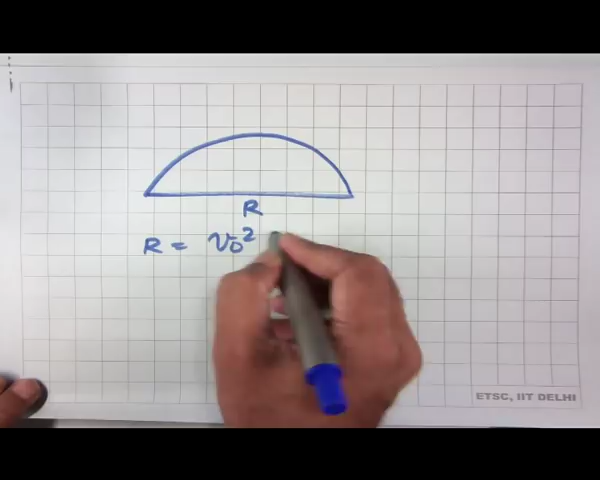 R
R = v₀²
ETSC, IIT DELHI